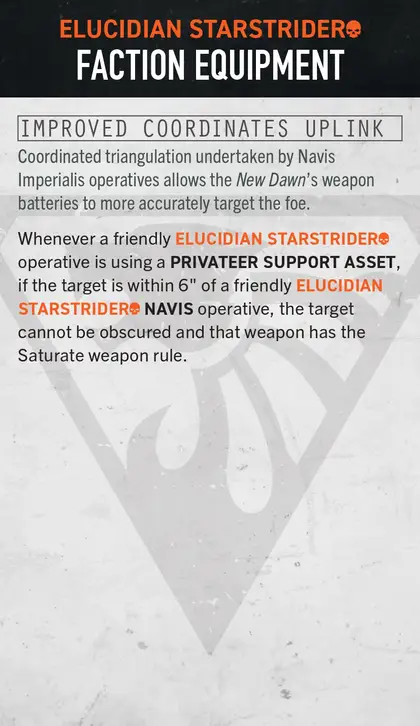 ELUCIDIAN STARSTRIDER
FACTION EQUIPMENT
IMPROVED COORDINATES UPLINK
Coordinated triangulation undertaken by Navis
Imperialis operatives allows the New Dawn's weapon
batteries to more accurately target the foe.
Whenever a friendly ELUCIDIAN STARSTRIDER
operative is using a PRIVATEER SUPPORT ASSET,
if the target is within 6" of a friendly ELUCIDIAN
STARSTRIDER NAVIS operative, the target
cannot be obscured and that weapon has the
Saturate weapon rule.